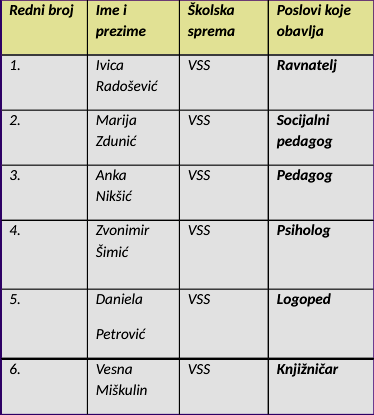 Redni broj Ime i Školska Poslovi koje
prezime sprema obavlja
1. Ivica VSS Ravnatelj
Radošević
2. Marija VSS Socijalni
Zdunić pedagog
3. Anka VSS Pedagog
Nikšić
4. Zvonimir VSS Psiholog
Šimić
5. Daniela VSS Logoped
Petrović
6. Vesna VSS Knjižničar
Miškulin